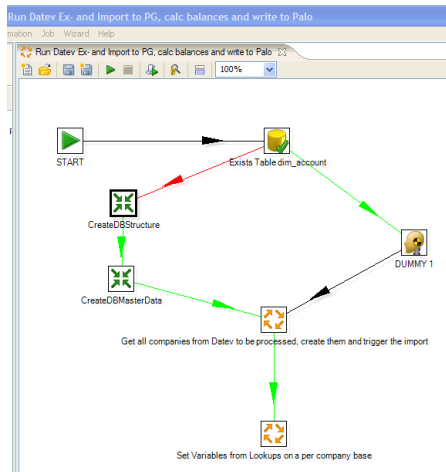 Run Datev Ex- and Import to PG, calc balances and write to Palo
mation Job Wizard Help
Run Datev Ex- and Import to PG, calc balances and write to Palo
100%
START
Exists Table dim_account
CreateDBStructure
DUMMY 1
CreateDBMasterData
Get all companies from Datev to be processed, create them and trigger the import
Set Variables from Lookups on a per company base